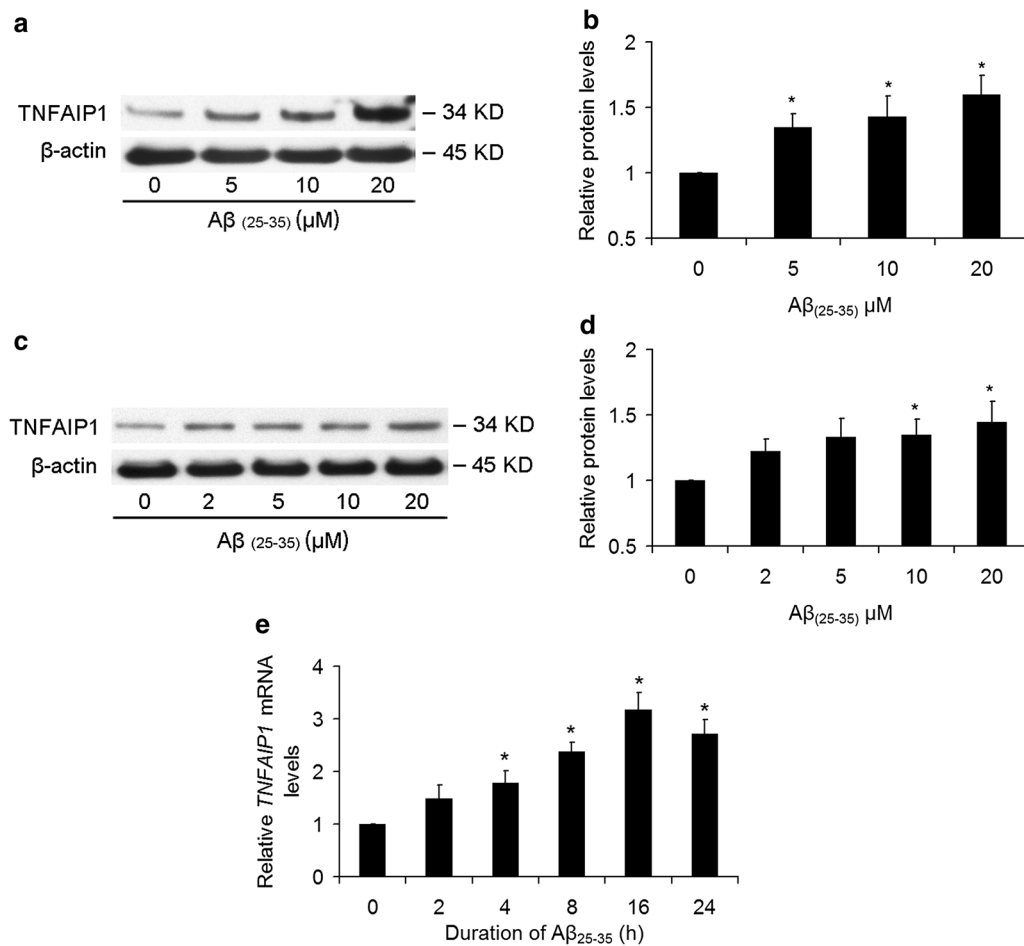 a
TNFAIP1
– 34 KD
β-actin
– 45 KD
0 5 10 20
Aβ (25-35) (µM)
b
Relative protein levels
2
1.5
1
0.5
* * *
0 5 10 20
Aβ(25-35) µM
c
TNFAIP1
– 34 KD
β-actin
– 45 KD
0 2 5 10 20
Aβ (25-35) (µM)
d
Relative protein levels
2
1.5
1
0.5
* *
0 2 5 10 20
Aβ(25-35) µM
e
Relative TNFAIP1 mRNA
levels
4
3
2
1
0
* * * *
0 2 4 8 16 24
Duration of Aβ25-35 (h)